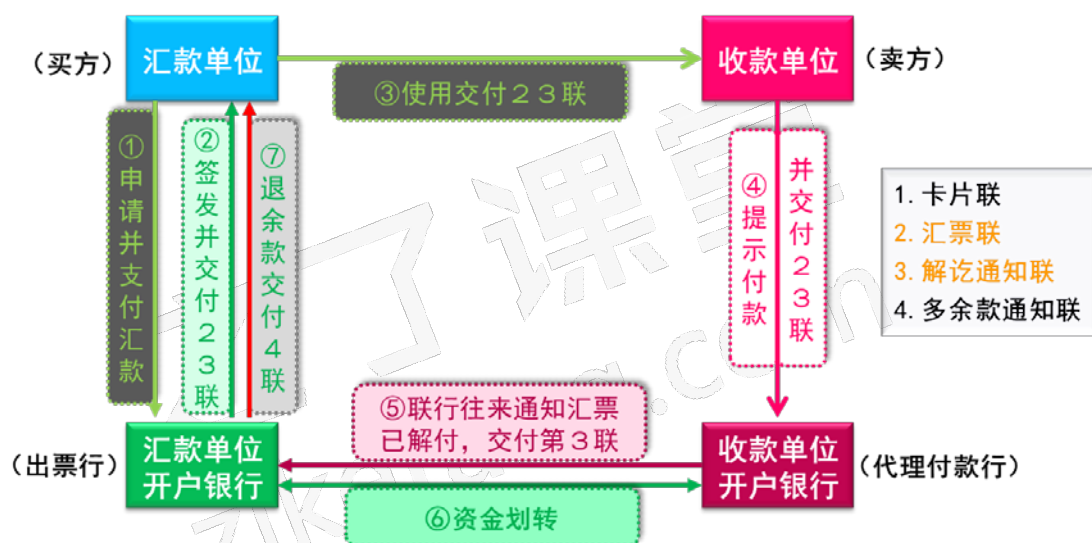 （买方）
汇款单位
收款单位
（卖方）
③使用交付２３联
①申请并支付汇款
②签发并交付２３联
⑦退余款交付４联
④提示付款
并交付２３联
1. 卡片联
2. 汇票联
3. 解讫通知联
4. 多余款通知联
⑤联行往来通知汇票
已解付，交付第３联
（出票行）
汇款单位
开户银行
收款单位
开户银行
（代理付款行）
⑥资金划转